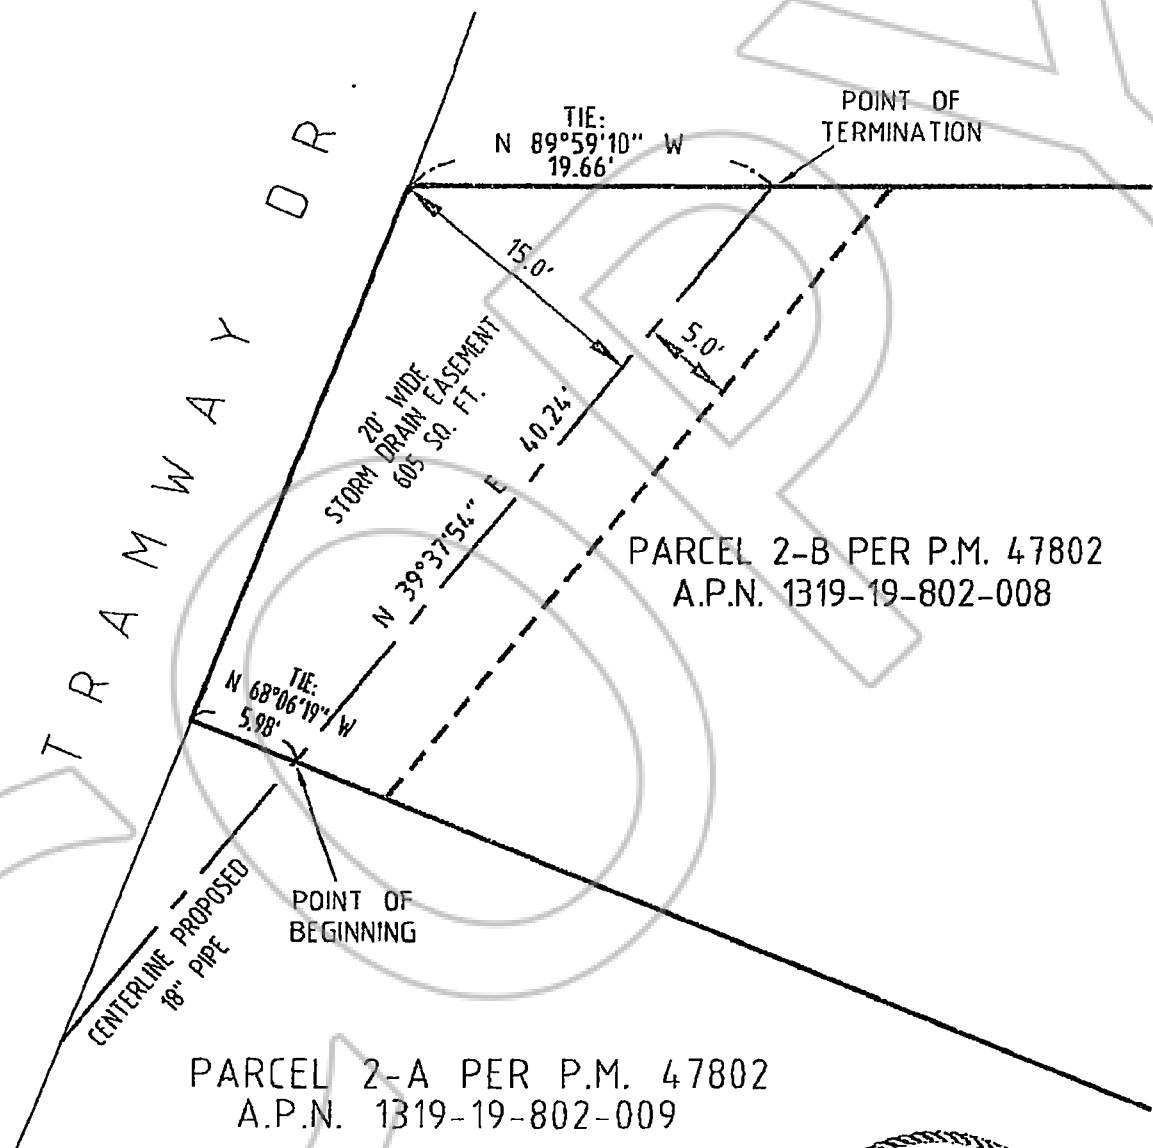 TIE:
N 89°59'10" W
19.66'
POINT OF
TERMINATION
TRAMWAY DR
15.0'
5.0'
20' WIDE
STORM DRAIN EASEMENT
605 SQ. FT.
N 39°37'54" E 40.24'
PARCEL 2-B PER P.M. 47802
A.P.N. 1319-19-802-008
TIE:
N 68°06'19" W
5.98'
POINT OF
BEGINNING
CENTERLINE PROPOSED
18" PIPE
PARCEL 2-A PER P.M. 47802
A.P.N. 1319-19-802-009
COPY